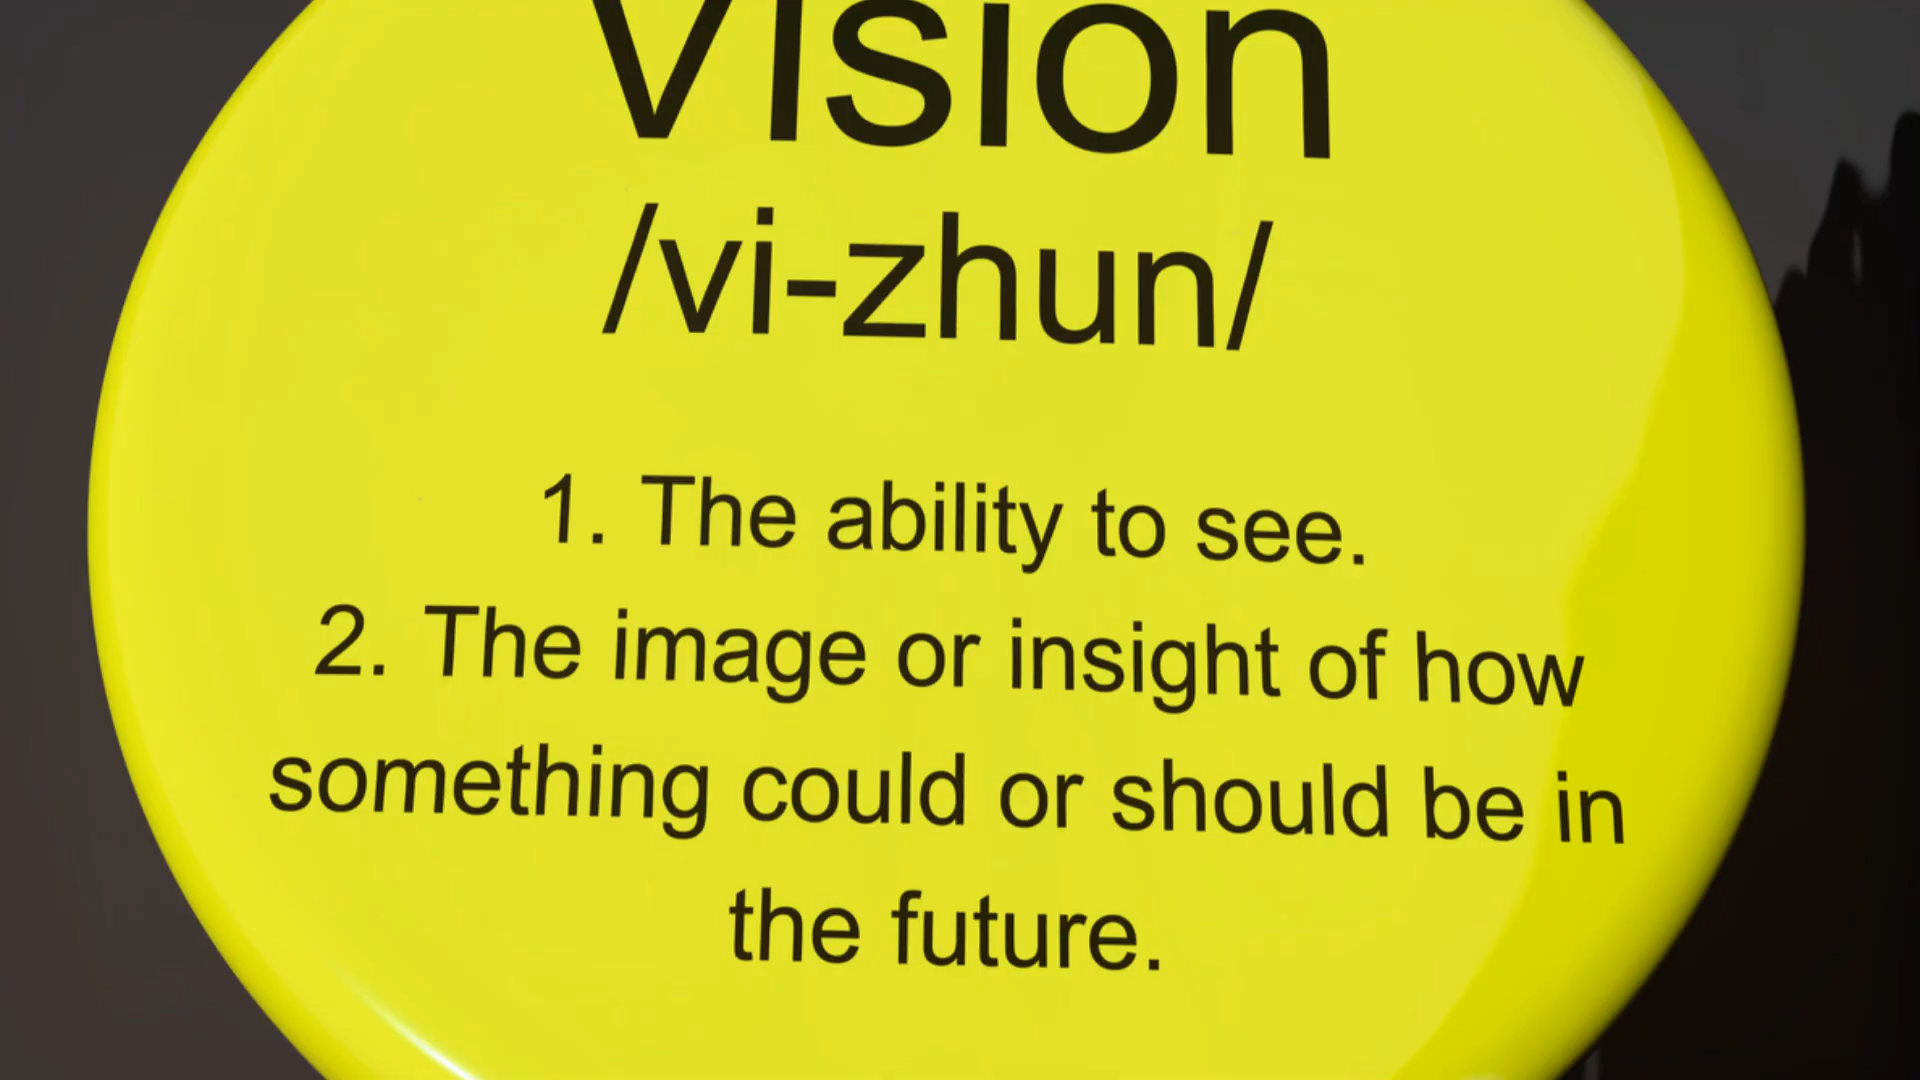 Vision
/vi-zhun/
1. The ability to see.
2. The image or insight of how
something could or should be in
the future.